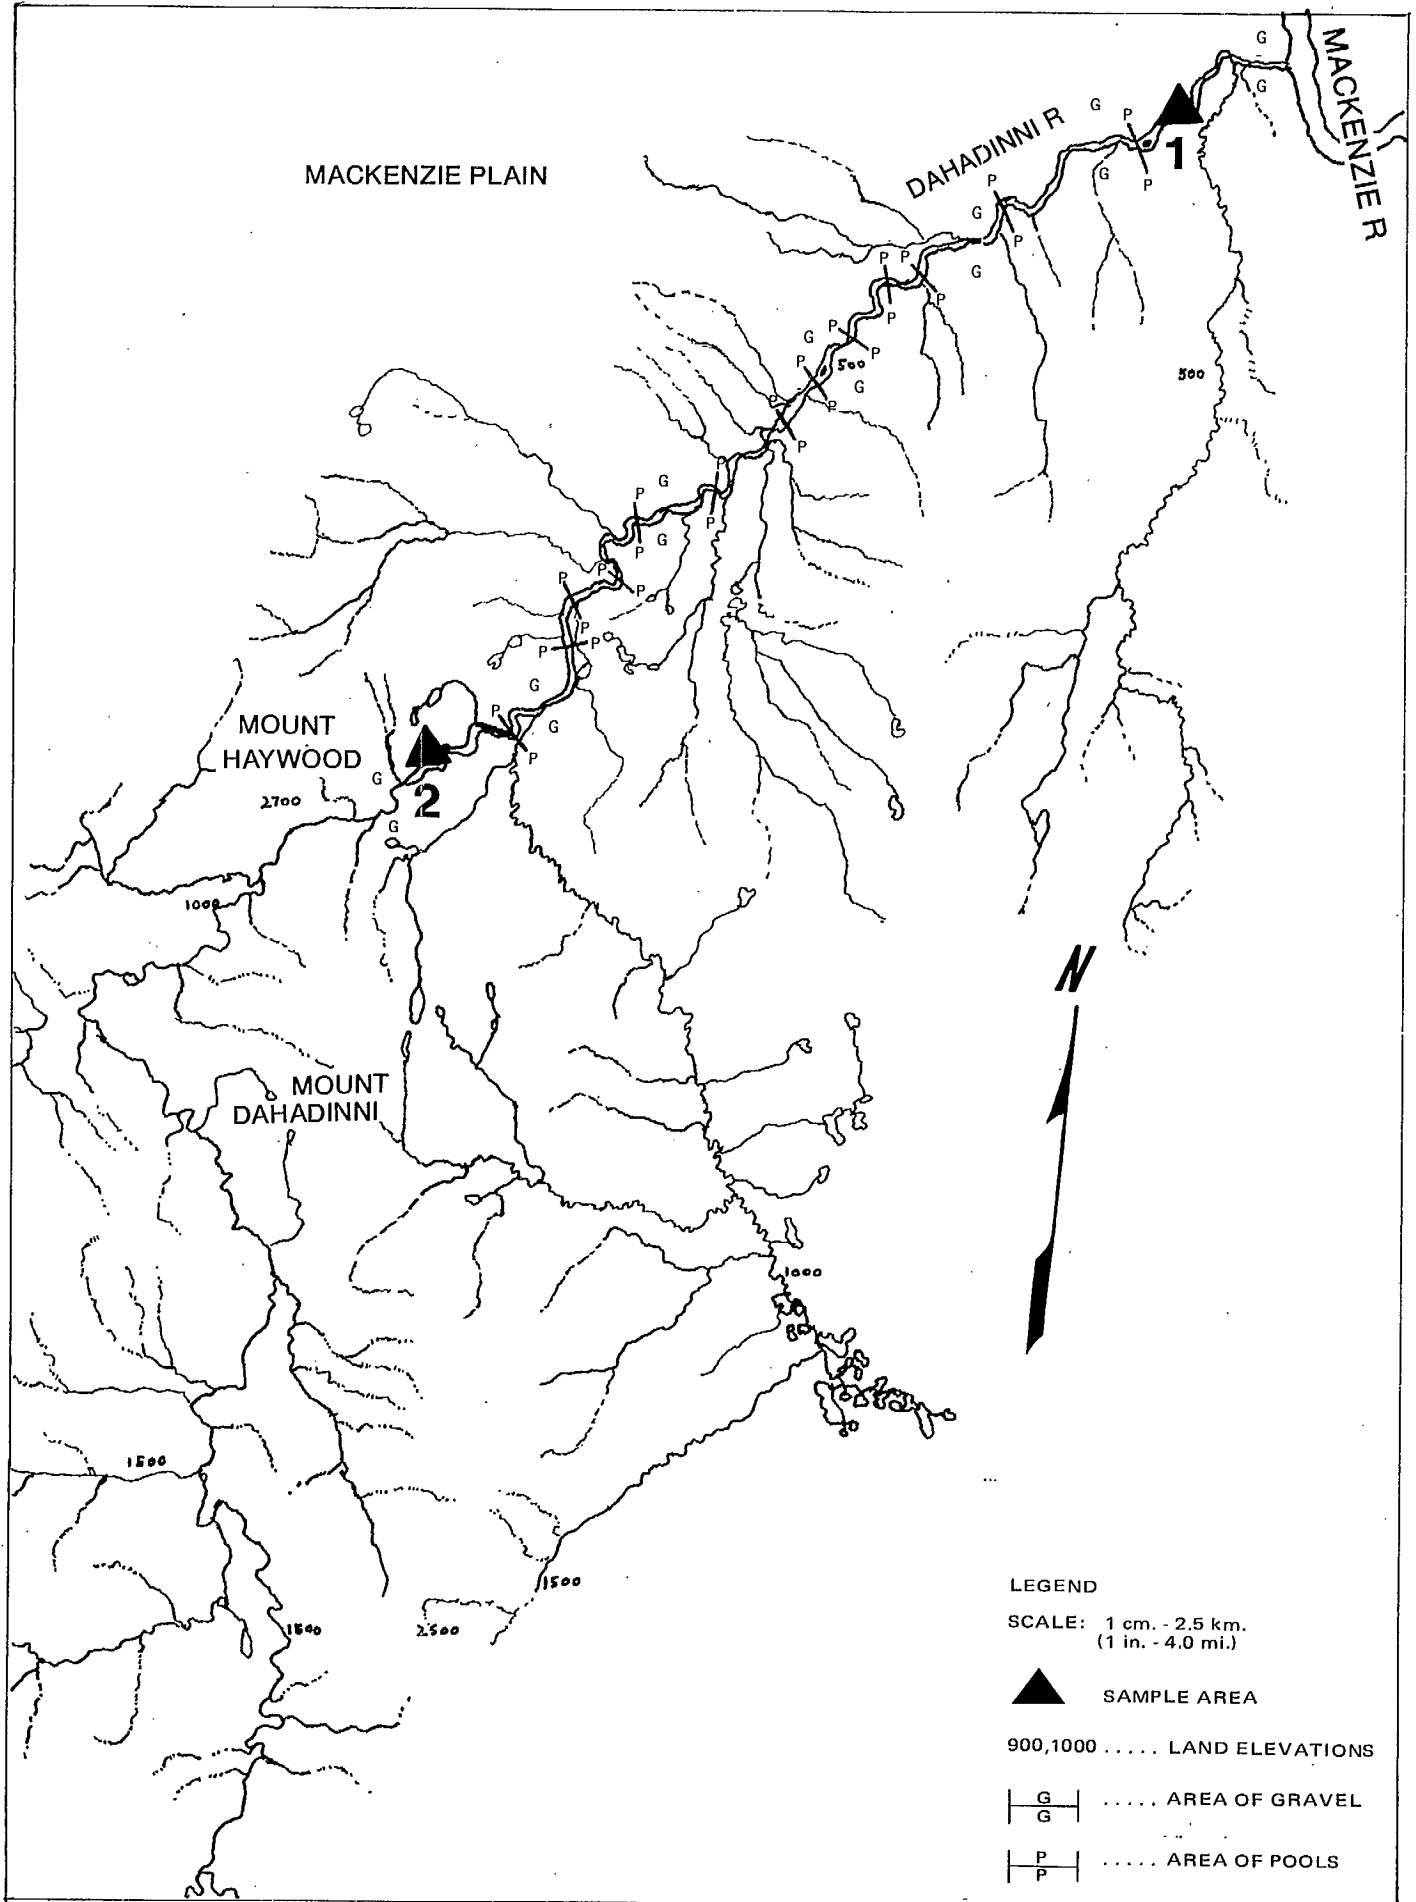 G
MACKENZIE R
G
G
P
DAHADINNI R
1
MACKENZIE PLAIN
G
P
P
G
P
G
P
P
P
P
G
P
P
500
500
G
P
P
P
P
P
G
P
P
G
P
P
P
P
P
P
P
G
P
G
P
MOUNT
HAYWOOD
G
2700
2
G
1000
N
MOUNT
DAHADINNI
1000
1500
1500
1500
2500
LEGEND
SCALE: 1 cm. - 2.5 km.
(1 in. - 4.0 mi.)
SAMPLE AREA
900,1000 ..... LAND ELEVATIONS
G
G
..... AREA OF GRAVEL
P
P
..... AREA OF POOLS